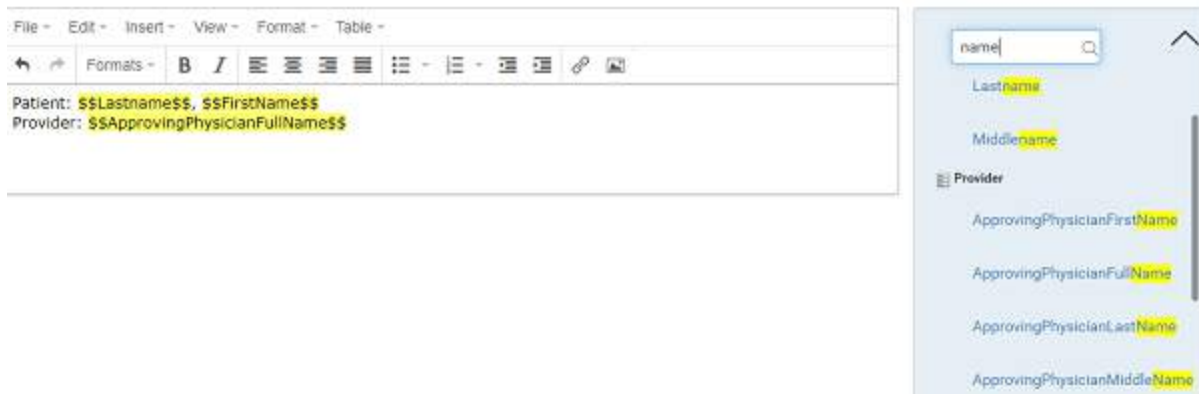 File Edit Insert View Format Table
Formats B I
Patient: $$Lastname$$, $$FirstName$$
Provider: $$ApprovingPhysicianFullName$$
name
Lastname
Middlename
Provider
ApprovingPhysicianFirstName
ApprovingPhysicianFullName
ApprovingPhysicianLastName
ApprovingPhysicianMiddleName